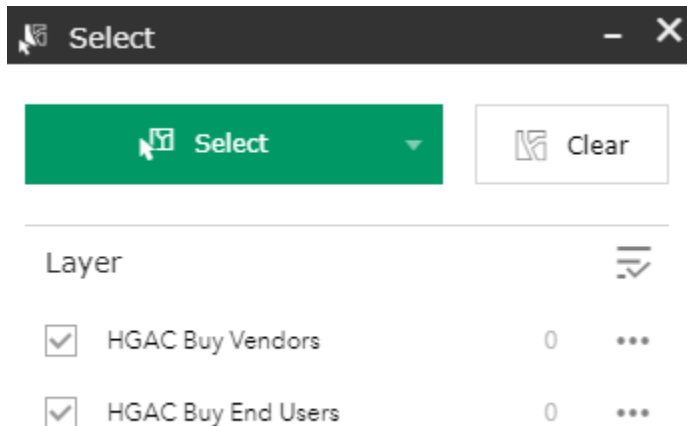 Select
Select Clear
Layer
HGAC Buy Vendors 0
HGAC Buy End Users 0